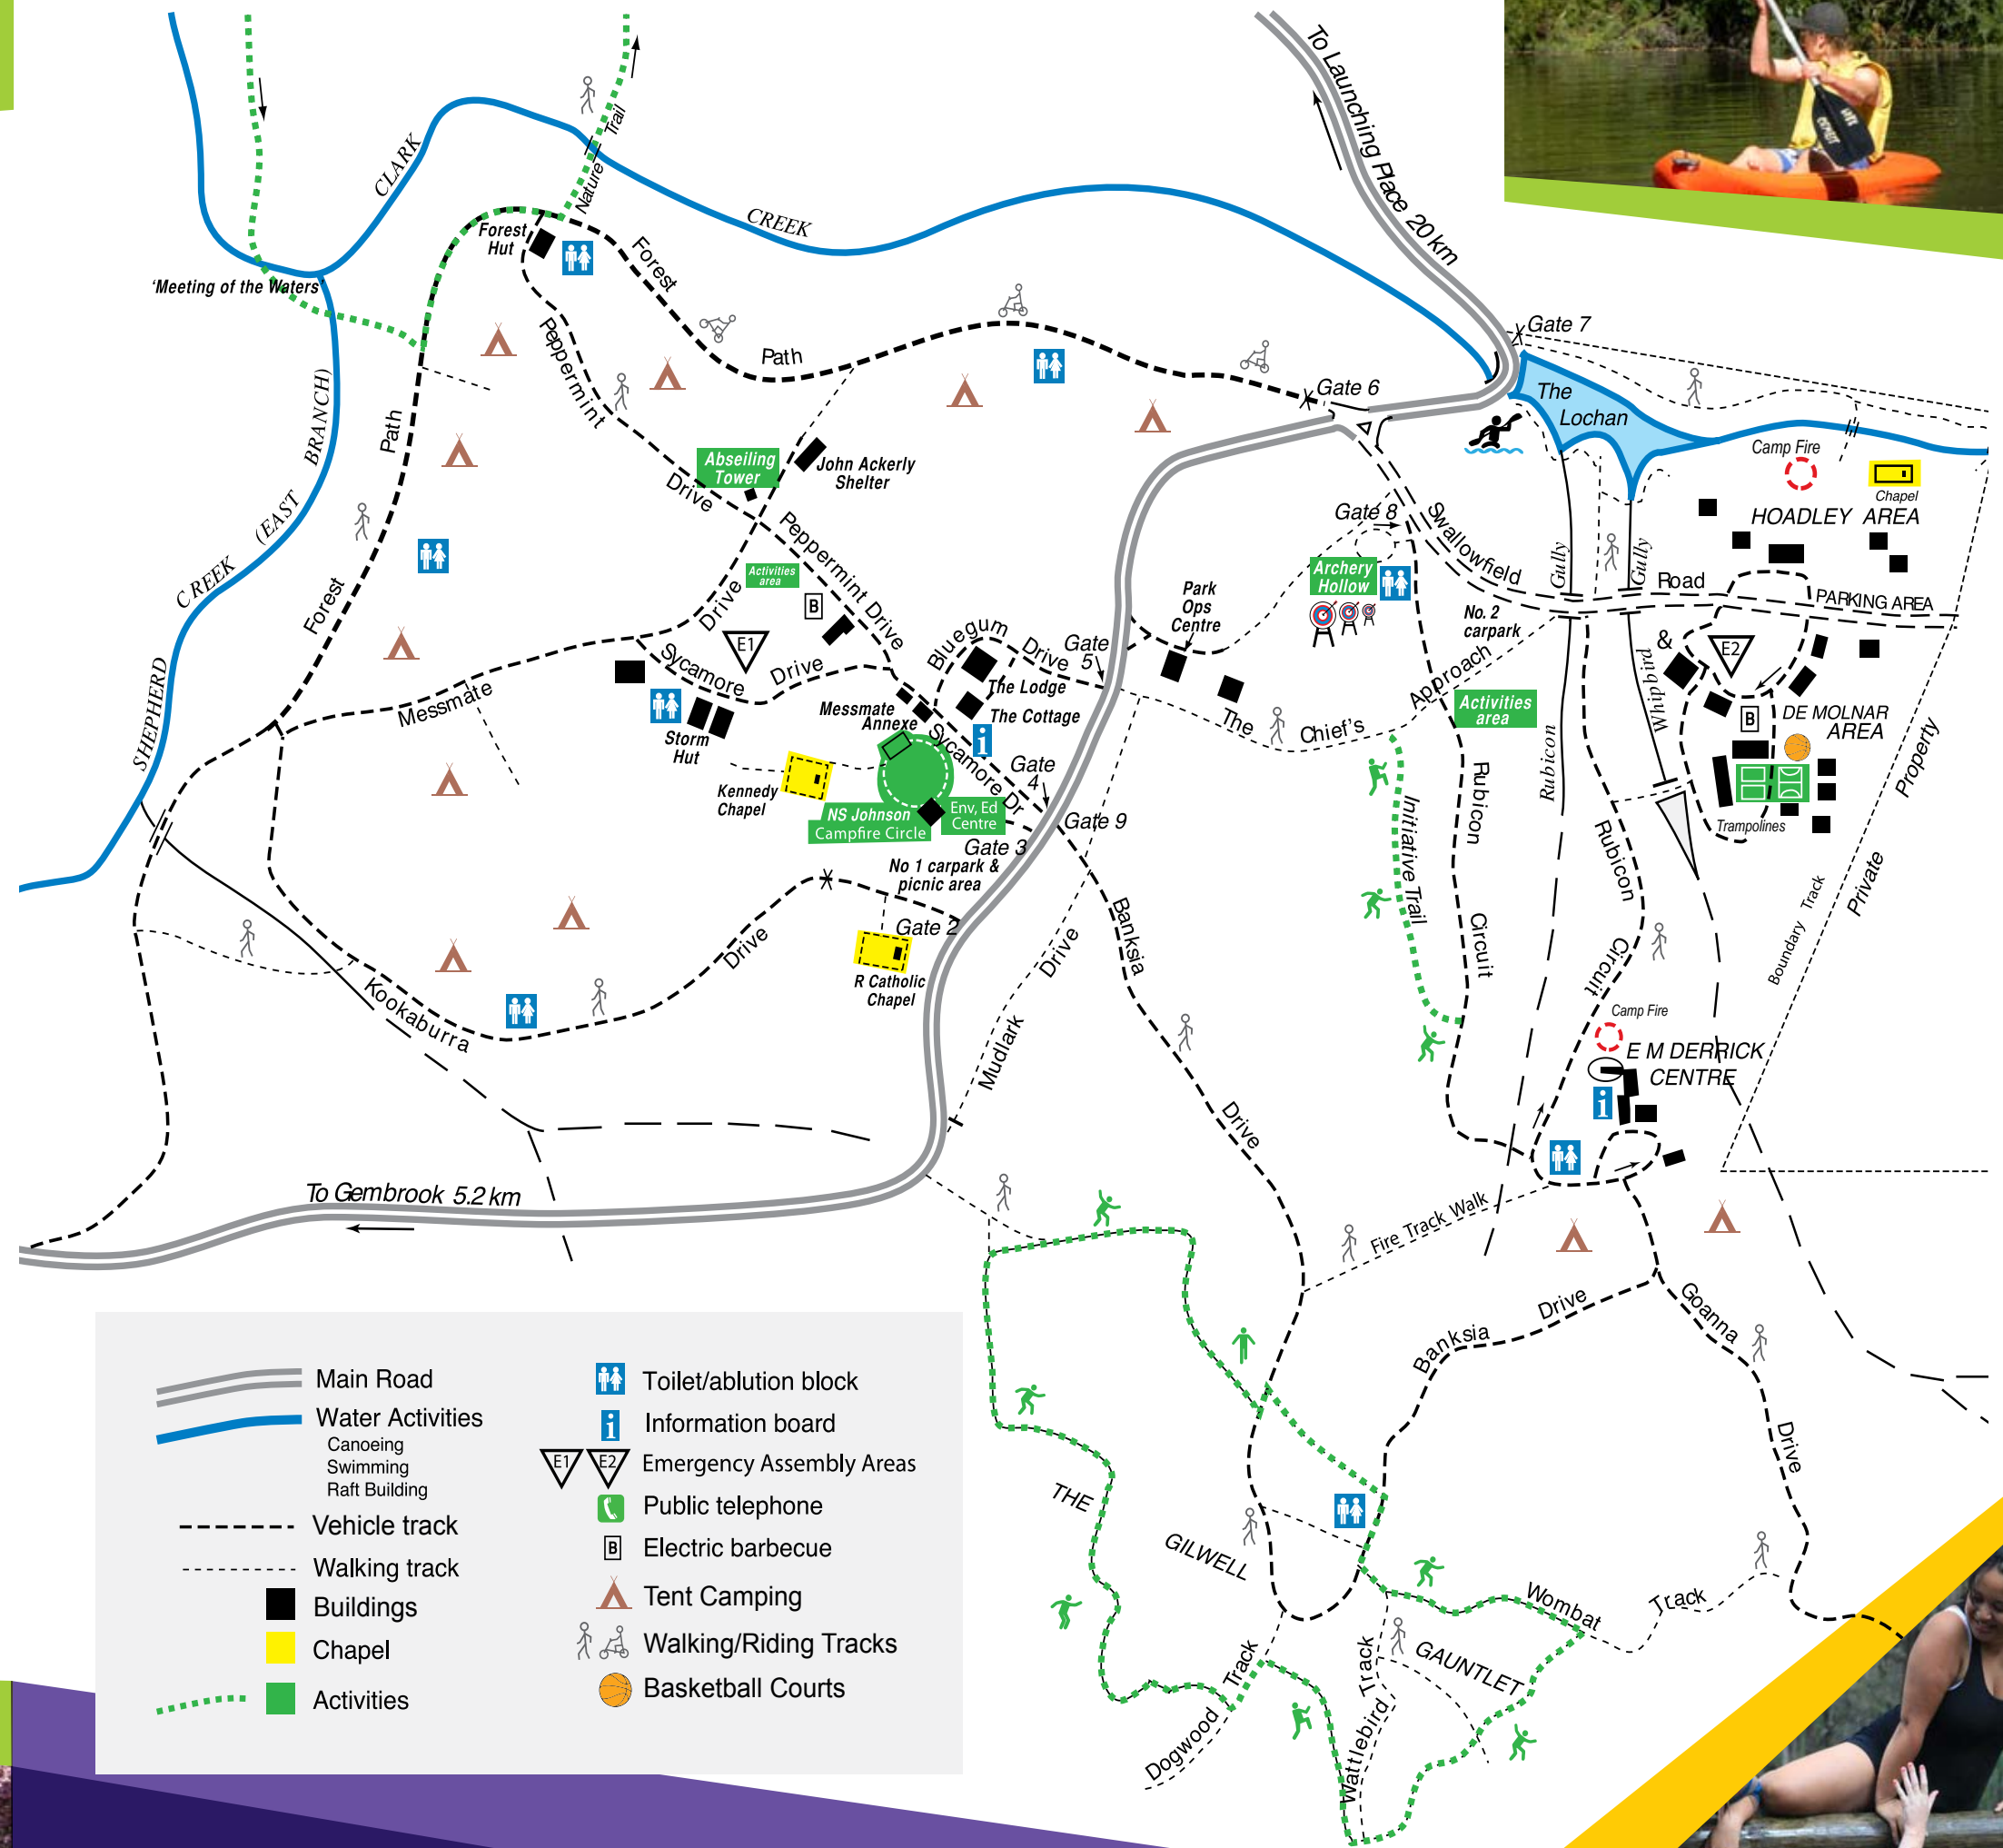 To Launching Place 20 km
CLARK
CREEK
Nature Trail
Forest
Hut
Forest
Path
'Meeting of the Waters'
Peppermint
Drive
Gate 7
Gate 6
The
Lochan
Camp Fire
Chapel
HOADLEY AREA
Abseiling
Tower
John Ackerly
Shelter
Path
BRANCH)
(EAST
CREEK
SHEPHERD
Forest
Peppermint Drive
Activities
area
B
Drive
E1
Gate 8
Swallowfield
Road
PARKING AREA
Gully
Gully
Archery
Hollow
Park
Ops
Centre
No. 2
carpark
&
E2
Whipbird
Bluegum
Drive
Gate
5
Sycamore
Drive
Messmate
The Lodge
The Cottage
Messmate
Annexe
Storm
Hut
i
Sycamore Dr
Gate
4
The
Chief's
Approach
Activities
area
B
DE MOLNAR
AREA
Rubicon
Kennedy
Chapel
NS Johnson
Campfire Circle
Env, Ed
Centre
Gate 9
Gate 3
No 1 carpark &
picnic area
Trampolines
Private
Property
Boundary Track
Initiative Trail
Rubicon
Circuit
Rubicon
Circuit
Gate 2
R Catholic
Chapel
Drive
Kookaburra
Banksia
Drive
Mudlark
Drive
Camp Fire
E M DERRICK
CENTRE
i
To Gembrook 5.2 km
Fire Track Walk
Banksia
Drive
Goanna
Drive
THE
GILWELL
GAUNTLET
Wombat
Track
Dogwood
Track
Wattlebird
Track
Main Road
Water Activities
Canoeing
Swimming
Raft Building
Vehicle track
Walking track
Buildings
Chapel
Activities
Toilet/ablution block
i
Information board
E1
E2
Emergency Assembly Areas
Public telephone
B
Electric barbecue
Tent Camping
Walking/Riding Tracks
Basketball Courts